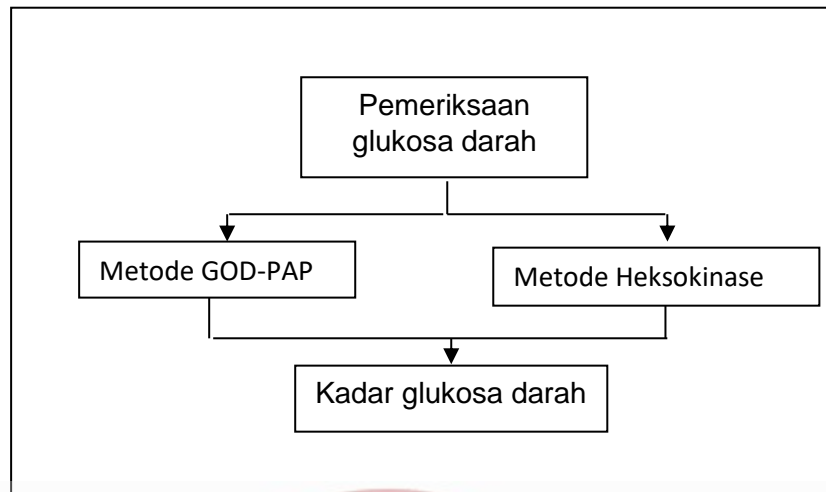 Pemeriksaan
glukosa darah
Metode GOD-PAP
Metode Heksokinase
Kadar glukosa darah